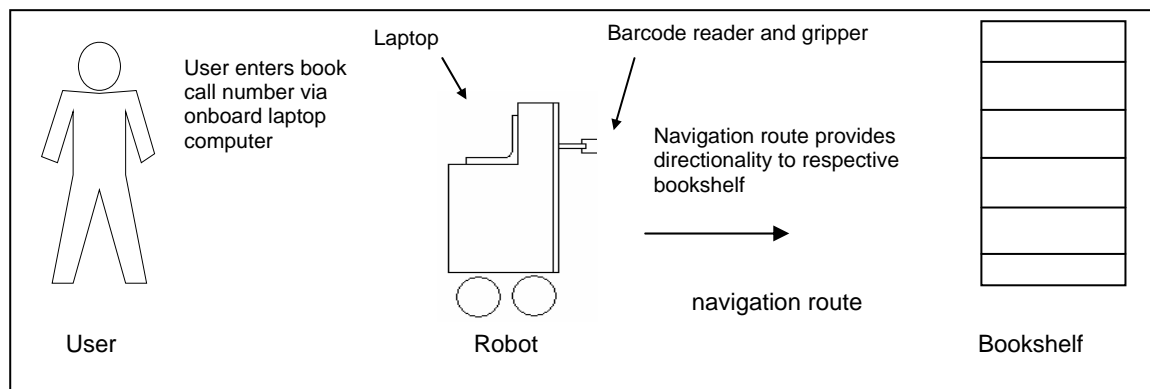 User enters book
call number via
onboard laptop
computer
Laptop
Barcode reader and gripper
Navigation route provides
directionality to respective
bookshelf
navigation route
User
Robot
Bookshelf